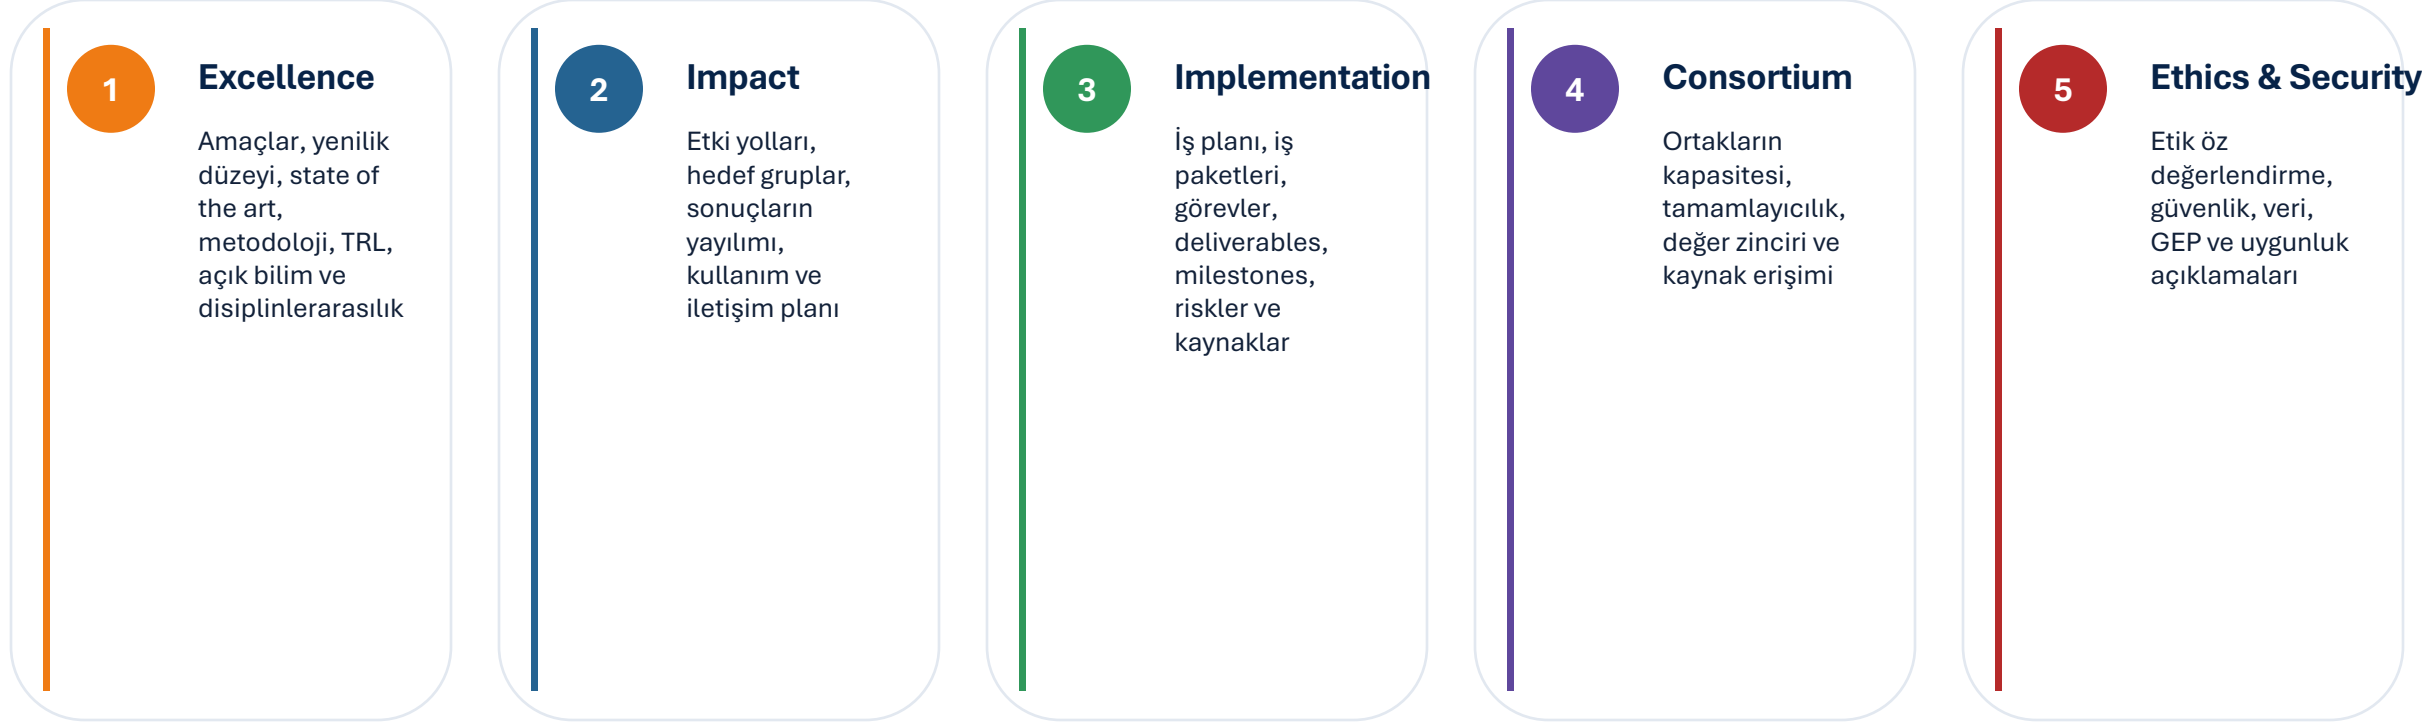 1
Excellence
Amaçlar, yenilik
düzeyi, state of
the art,
metodoloji, TRL,
açık bilim ve
disiplinlerarasılık
2
Impact
Etki yolları,
hedef gruplar,
sonuçların
yayılımı,
kullanım ve
iletişim planı
3
Implementation
İş planı, iş
paketleri,
görevler,
deliverables,
milestones,
riskler ve
kaynaklar
4
Consortium
Ortakların
kapasitesi,
tamamlayıcılık,
değer zinciri ve
kaynak erişimi
5
Ethics & Security
Etik öz
değerlendirme,
güvenlik, veri,
GEP ve uygunluk
açıklamaları